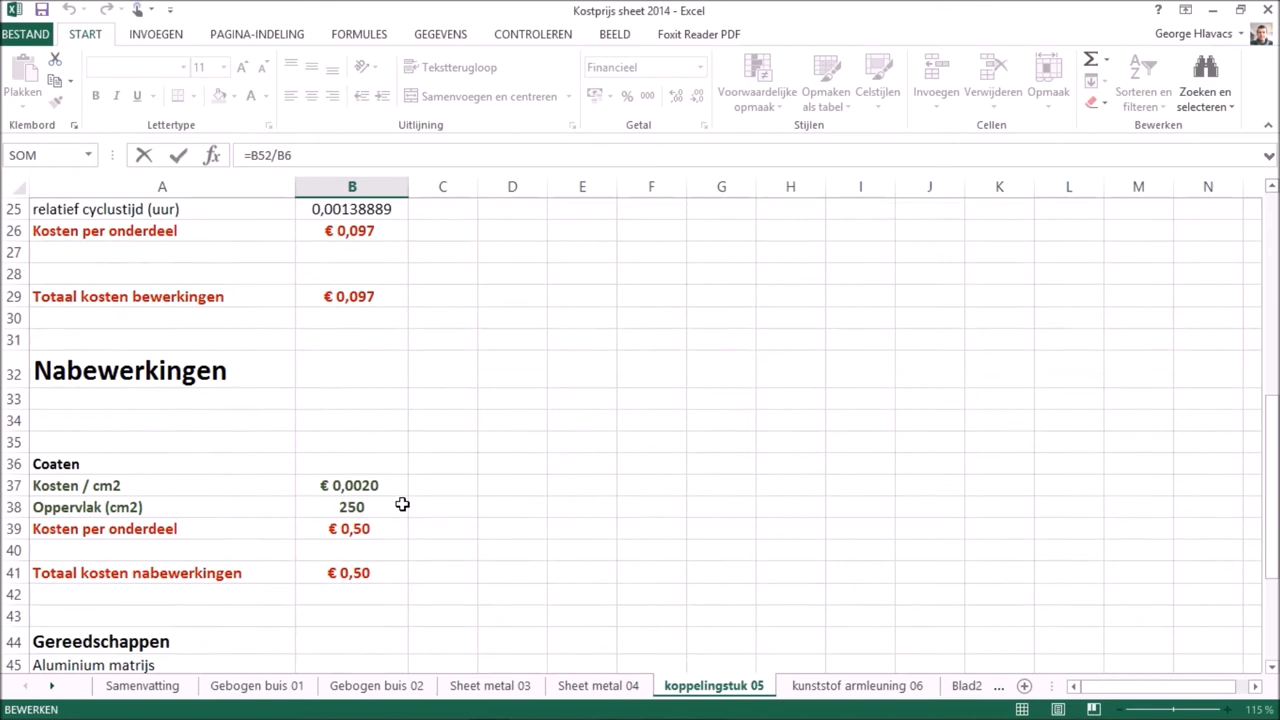 Kostprijs sheet 2014 - Excel
?
BESTAND START INVOEGEN PAGINA-INDELING FORMULES GEGEVENS CONTROLEREN BEELD Foxit Reader PDF George Hlavacs
Plakken
11
B I U
Tekstterugloop
Samenvoegen en centreren
Financieel
% 000
Voorwaardelijke opmaak
Opmaken als tabel
Celstijlen
Invoegen
Verwijderen
Opmaak
Sorteren en filteren
Zoeken en selecteren
Klembord Lettertype Uitlijning Getal Stijlen Cellen Bewerken
SOM =B52/B6
A B C D E F G H I J K L M N
25 relatief cyclustijd (uur) 0,00138889
26 Kosten per onderdeel € 0,097
27
28
29 Totaal kosten bewerkingen € 0,097
30
31
32 Nabewerkingen
33
34
35
36 Coaten
37 Kosten / cm2 € 0,0020
38 Oppervlak (cm2) 250
39 Kosten per onderdeel € 0,50
40
41 Totaal kosten nabewerkingen € 0,50
42
43
44 Gereedschappen
45 Aluminium matrijs
Samenvatting Gebogen buis 01 Gebogen buis 02 Sheet metal 03 Sheet metal 04 koppelingstuk 05 kunststof armleuning 06 Blad2 ...
BEWERKEN 115 %